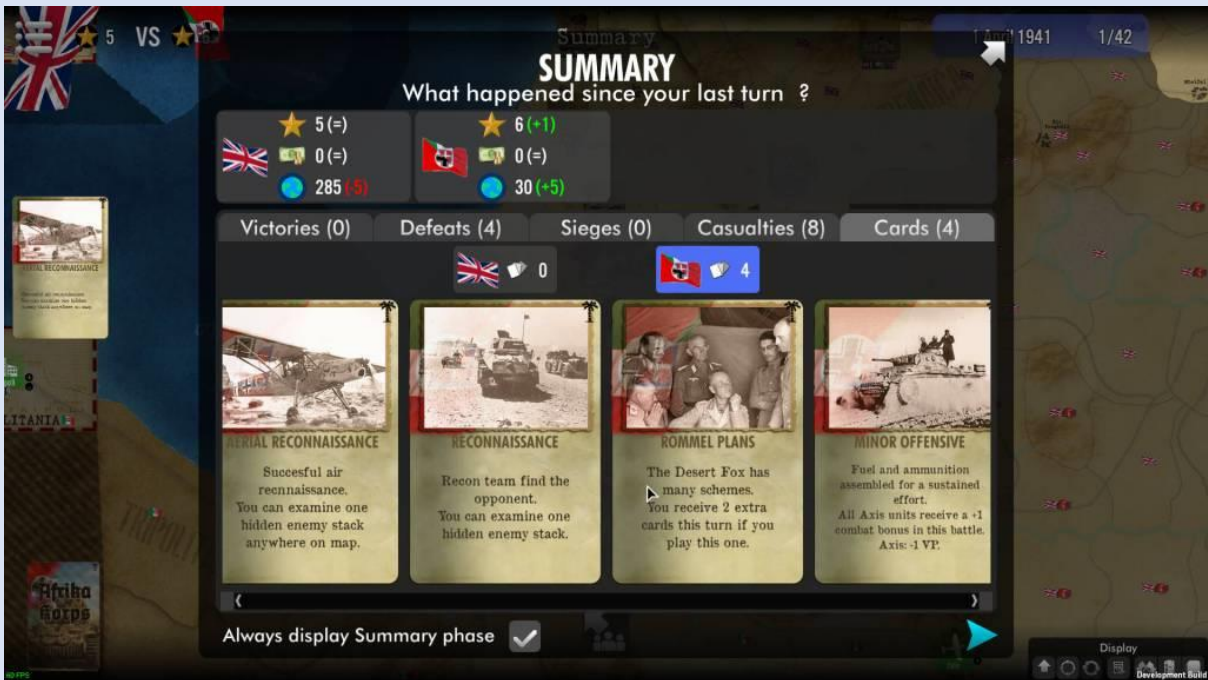 5 VS
Summary
1 April 1941 1/42
SUMMARY
What happened since your last turn ?
5 (=)
0 (=)
285 (-5)
6 (+1)
0 (=)
30 (+5)
Victories (0) Defeats (4) Sieges (0) Casualties (8) Cards (4)
0
4
AERIAL RECONNAISSANCE
AERIAL RECONNAISSANCE
Succesful air
recnnaissance.
You can examine one
hidden enemy stack
anywhere on map.
RECONNAISSANCE
Recon team find the
opponent.
You can examine one
hidden enemy stack.
ROMMEL PLANS
The Desert Fox has
many schemes.
You receive 2 extra
cards this turn if you
play this one.
MINOR OFFENSIVE
Fuel and ammunition
assembled for a sustained
effort.
All Axis units receive a +1
combat bonus in this battle.
Axis: -1 VP.
LITANIA
TRIPOL
Afrika
Korps
Always display Summary phase
Display
40 FPS
Development Build